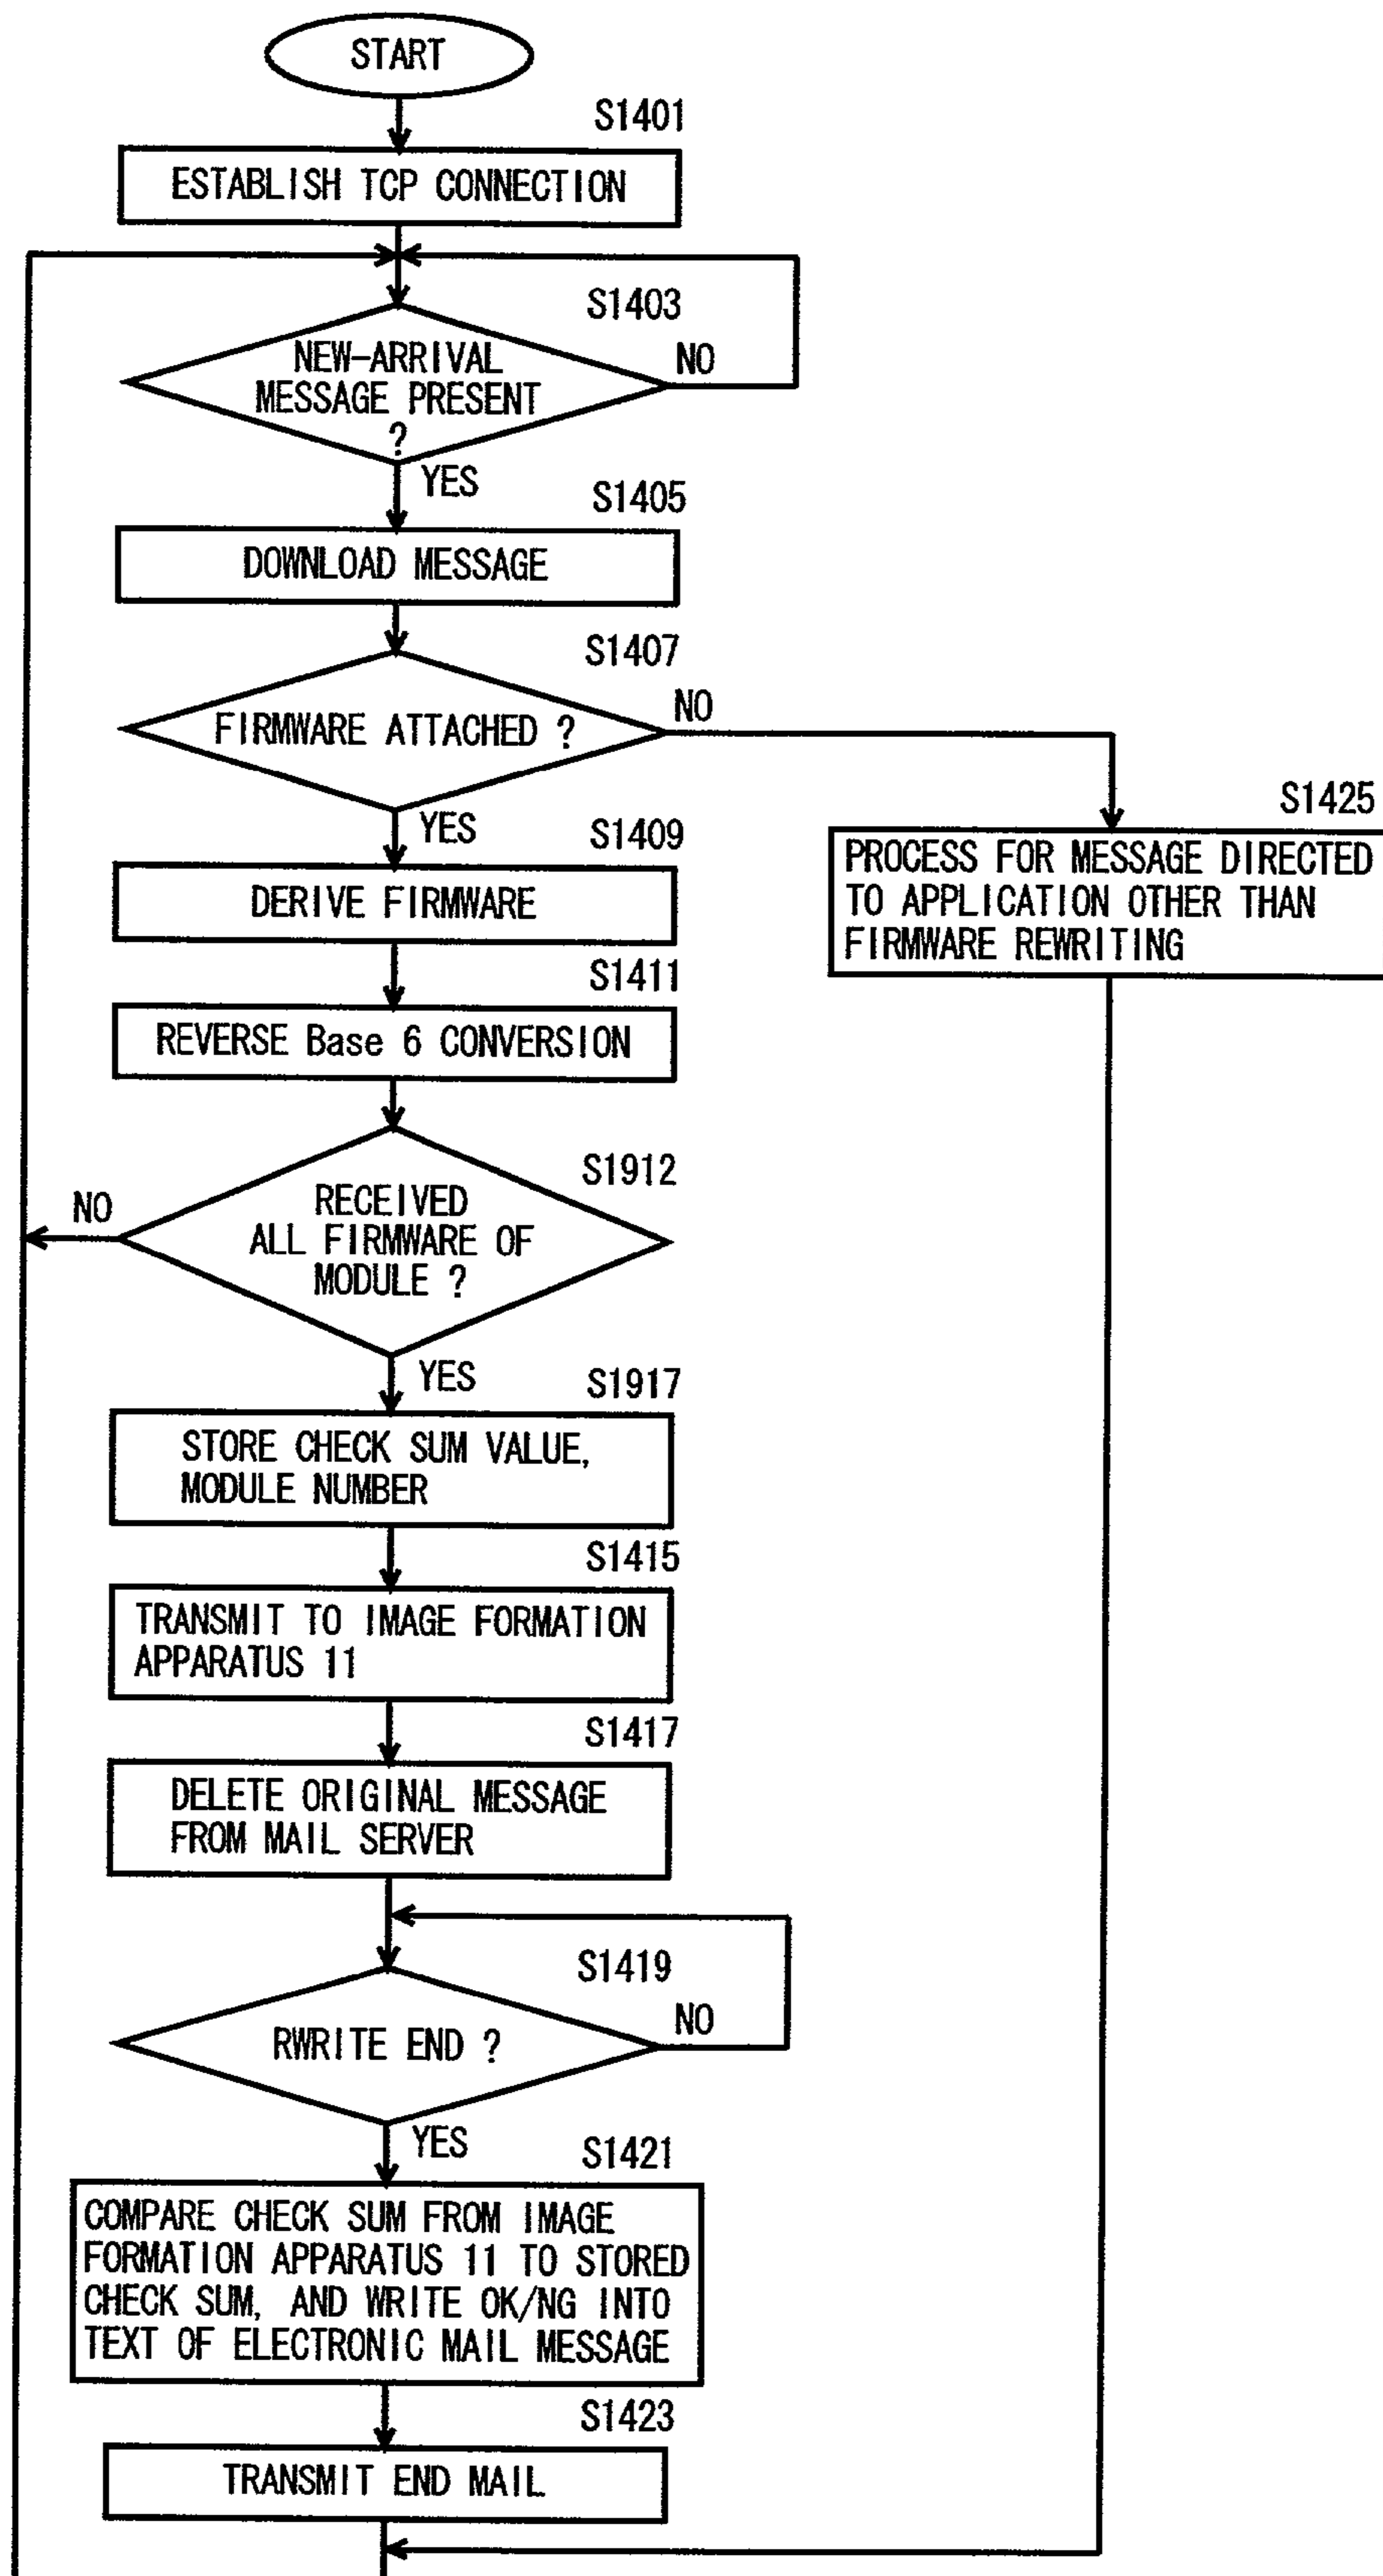 START
S1401
ESTABLISH TCP CONNECTION
S1403
NEW-ARRIVAL
MESSAGE PRESENT
?
NO
YES
S1405
DOWNLOAD MESSAGE
S1407
FIRMWARE ATTACHED ?
NO
YES
S1425
PROCESS FOR MESSAGE DIRECTED
TO APPLICATION OTHER THAN
FIRMWARE REWRITING
S1409
DERIVE FIRMWARE
S1411
REVERSE Base 6 CONVERSION
S1912
RECEIVED
ALL FIRMWARE OF
MODULE ?
NO
YES
S1917
STORE CHECK SUM VALUE,
MODULE NUMBER
S1415
TRANSMIT TO IMAGE FORMATION
APPARATUS 11
S1417
DELETE ORIGINAL MESSAGE
FROM MAIL SERVER
S1419
RWRITE END ?
NO
YES
S1421
COMPARE CHECK SUM FROM IMAGE
FORMATION APPARATUS 11 TO STORED
CHECK SUM, AND WRITE OK/NG INTO
TEXT OF ELECTRONIC MAIL MESSAGE
S1423
TRANSMIT END MAIL